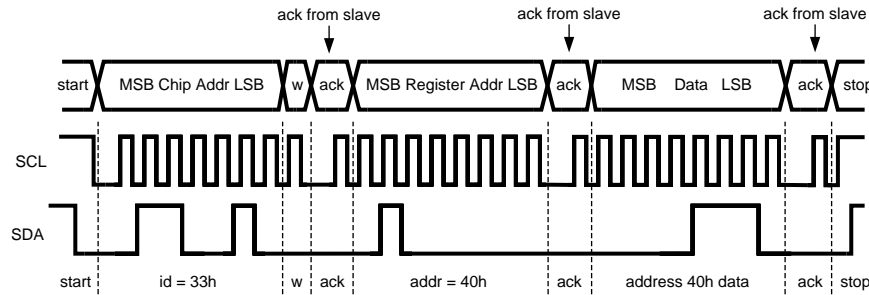 ack from slave ack from slave ack from slave
start MSB Chip Addr LSB w ack MSB Register Addr LSB ack MSB Data LSB ack stop
SCL
SDA
start id = 33h w ack addr = 40h ack address 40h data ack stop